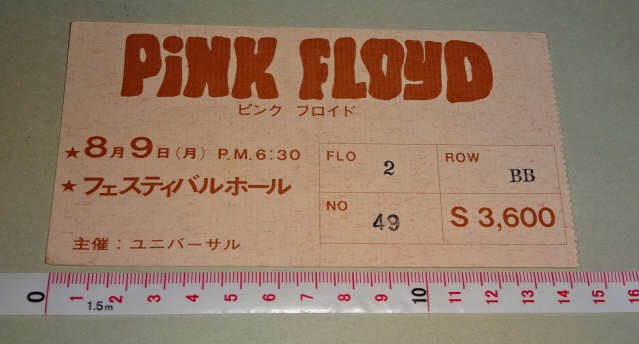 PiNK FLOYD
ピンク フロイド
★8月9日(月) P.M.6:30
★フェスティバルホール
主催：ユニバーサル
FLO 2 ROW BB
NO 49 S 3,600
0 1 2 3 4 5 6 7 8 9 10 11 12 13 14 15 16
1.5m